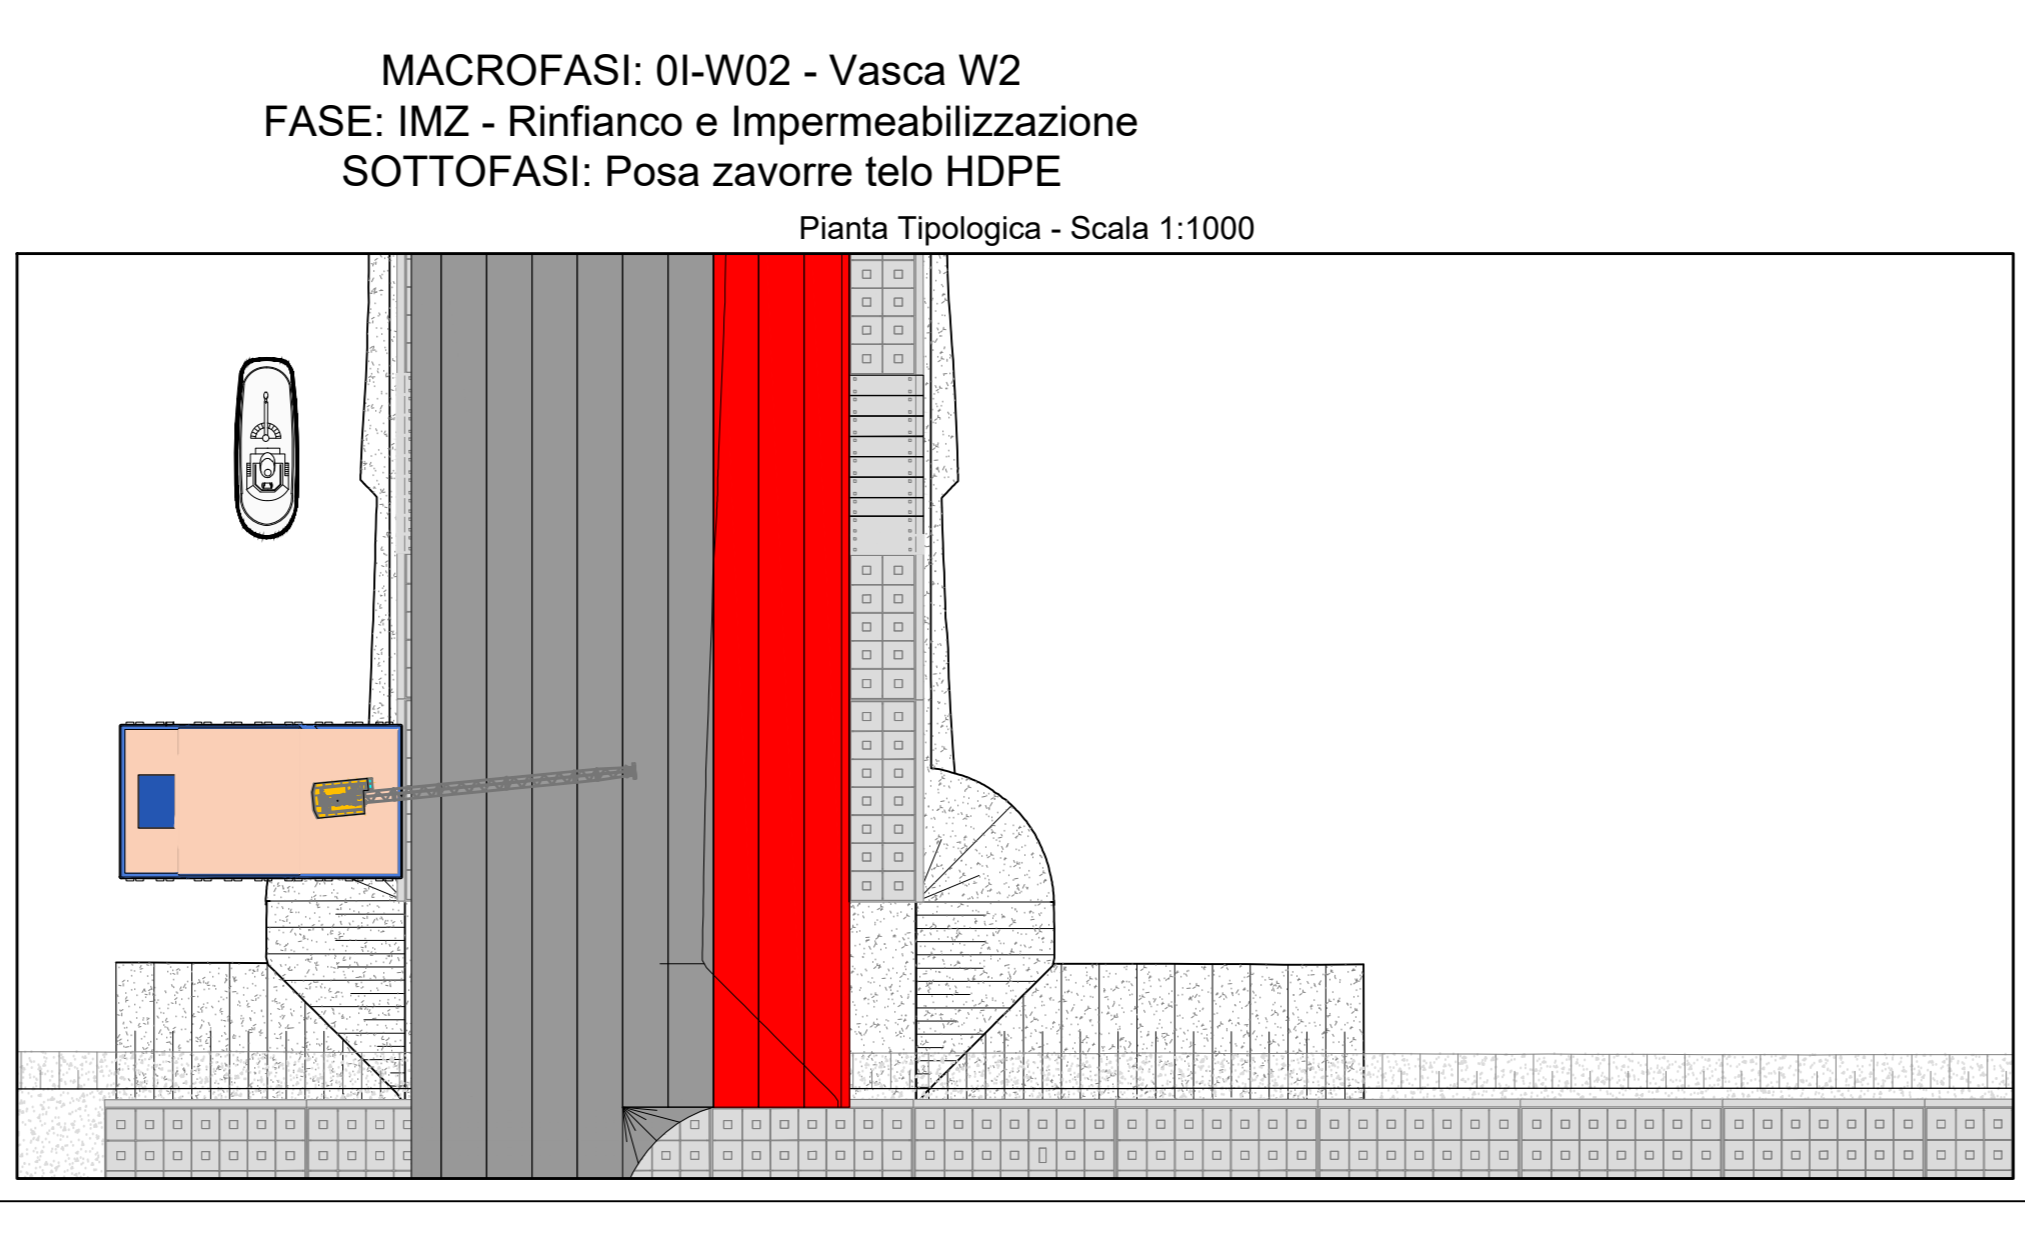 MACROFASI: 0I-W02 - Vasca W2
FASE: IMZ - Rinfianco e Impermeabilizzazione
SOTTOFASI: Posa zavorre telo HDPE
Pianta Tipologica - Scala 1:1000